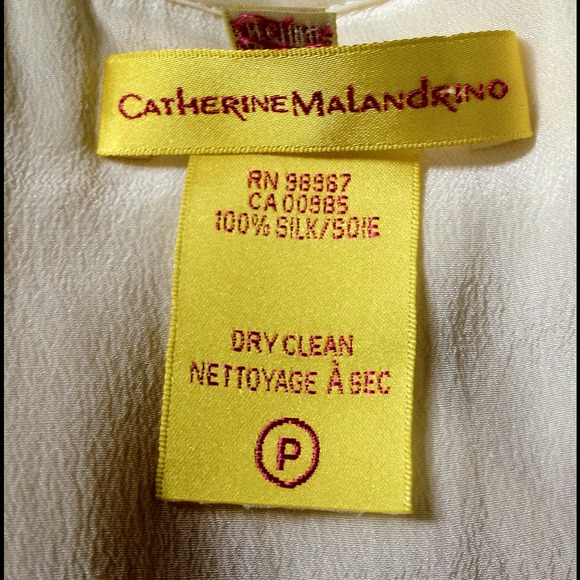 CATHERINE MALANDRINO
RN 98967
CA 00985
100% SILK/SOIE
DRY CLEAN
NETTOYAGE À SEC
P